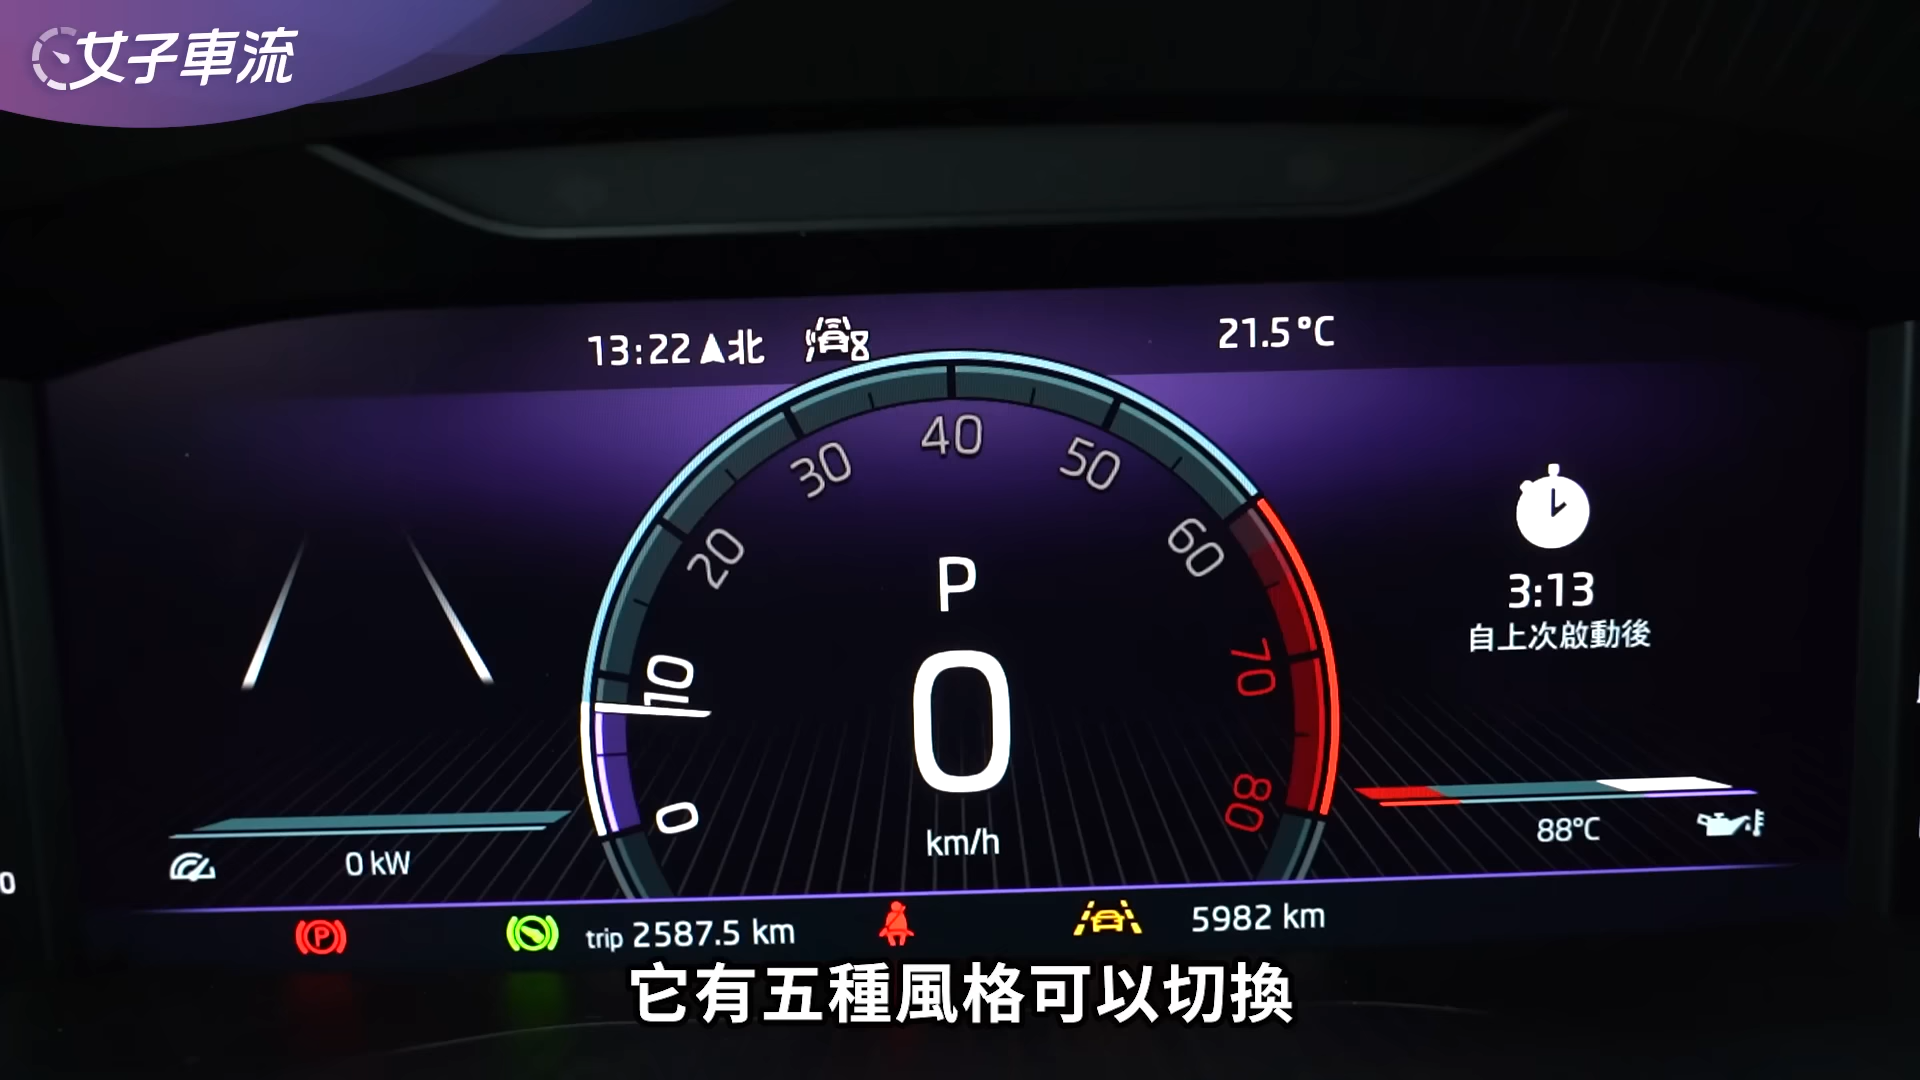 女子車流
13:22 北
21.5°C
0 10 20 30 40 50 60 70 80
P
0
km/h
3:13
自上次啟動後
0 kW
88°C
P
trip 2587.5 km
5982 km
它有五種風格可以切換